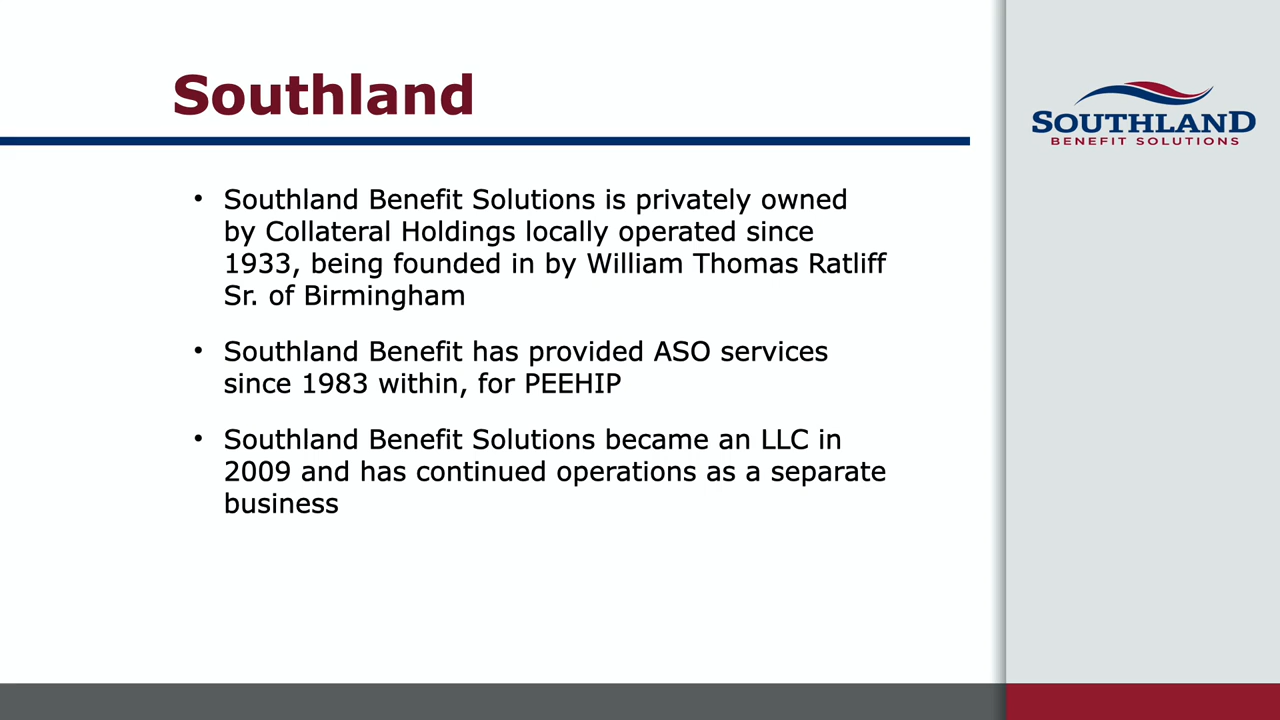 Southland
SOUTHLAND
BENEFIT SOLUTIONS
• Southland Benefit Solutions is privately owned
by Collateral Holdings locally operated since
1933, being founded in by William Thomas Ratliff
Sr. of Birmingham
• Southland Benefit has provided ASO services
since 1983 within, for PEEHIP
• Southland Benefit Solutions became an LLC in
2009 and has continued operations as a separate
business